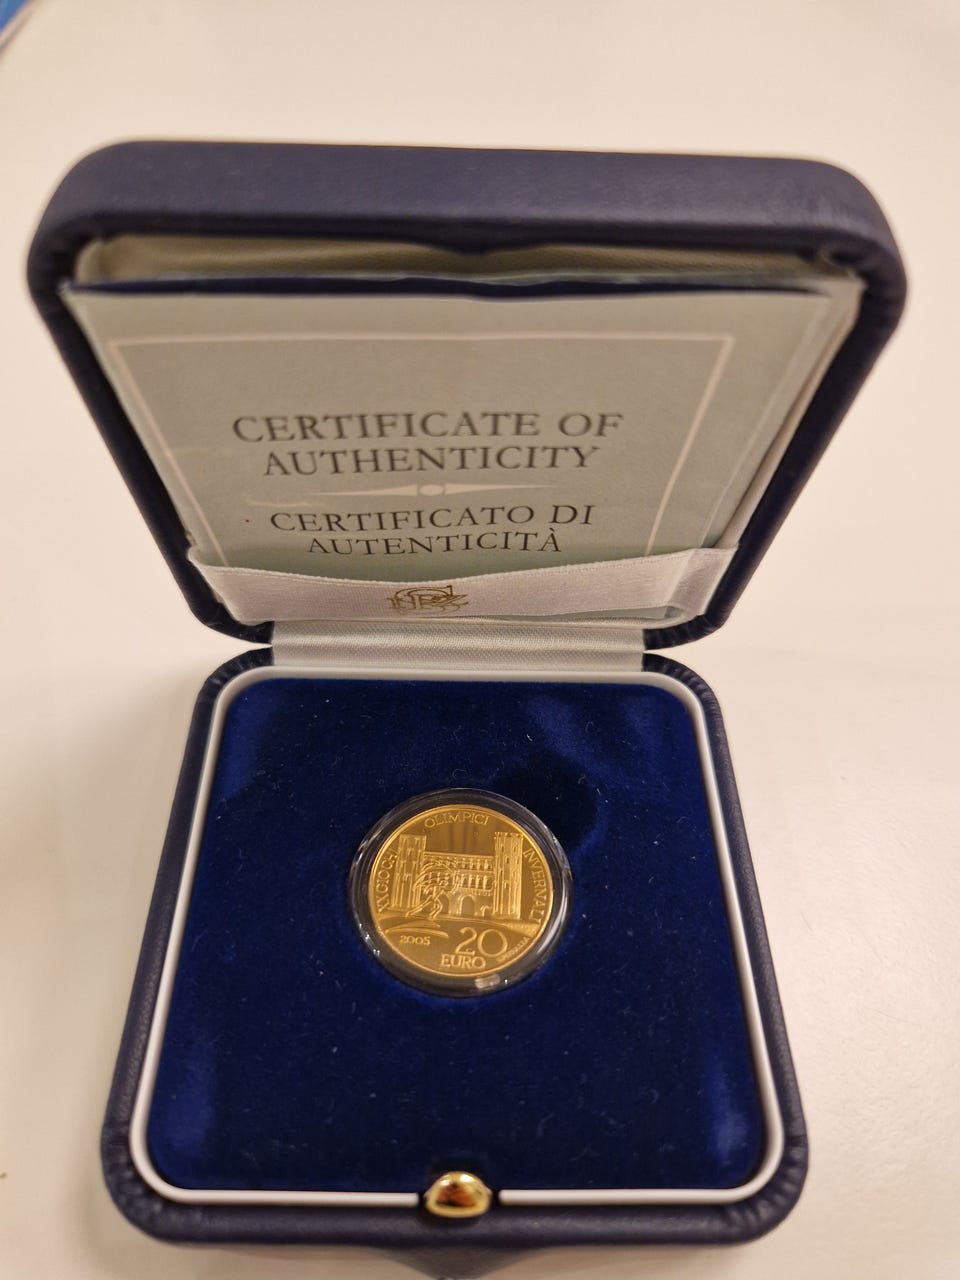 CERTIFICATE OF
AUTHENTICITY
CERTIFICATO DI
AUTENTICITÀ
XX GIOCHI OLIMPICI INVERNALI
2005
20
EURO